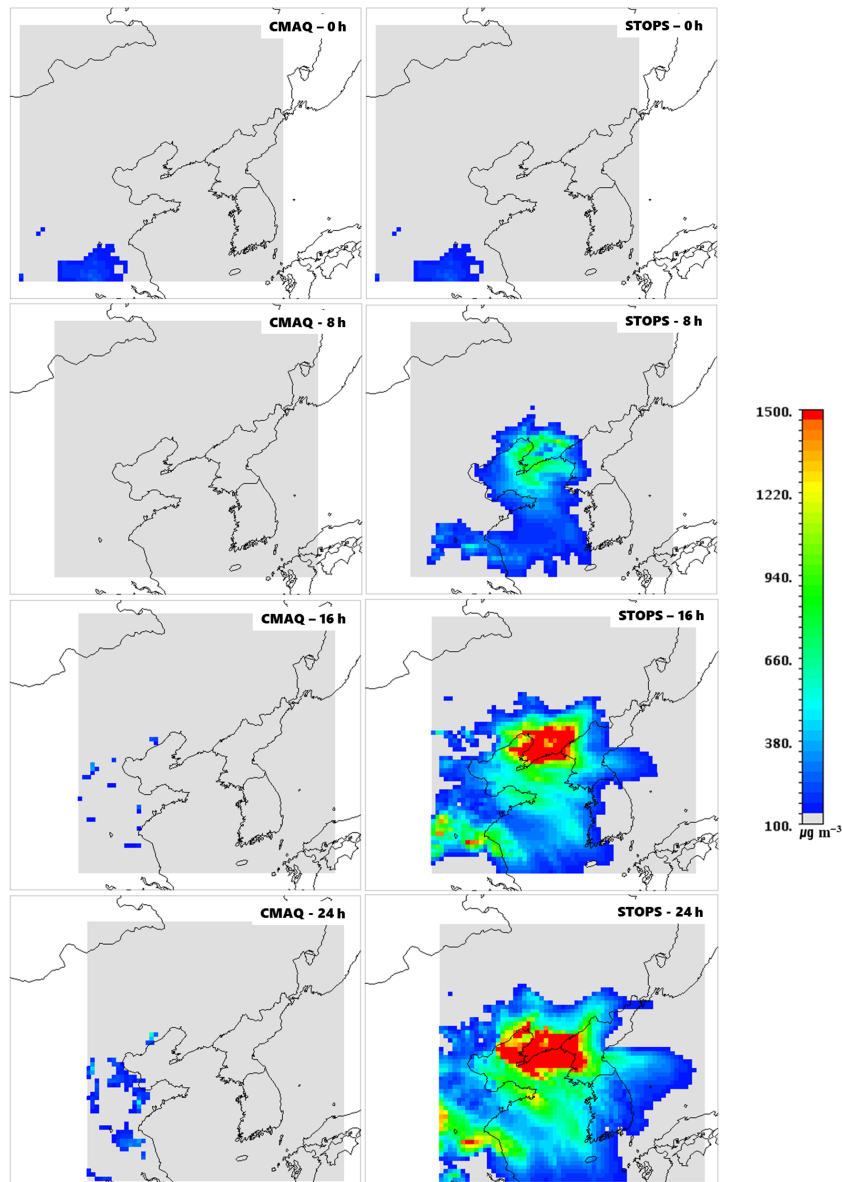 CMAQ – 0 h
STOPS – 0 h
CMAQ - 8 h
STOPS - 8 h
1500.
1220.
940.
660.
380.
100.
µg m⁻³
CMAQ – 16 h
STOPS – 16 h
CMAQ - 24 h
STOPS - 24 h